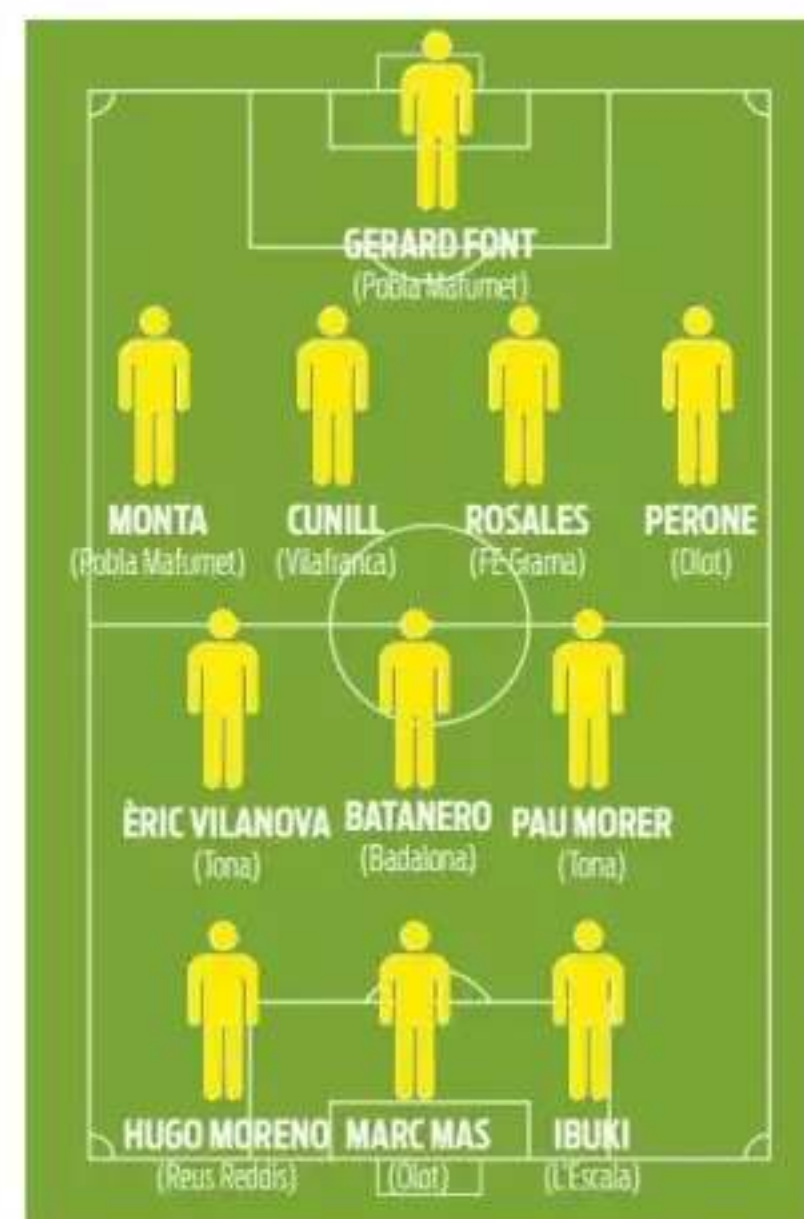 GERARD FONT
(Pobla Mafumet)
MONTA CUNILL ROSALES PERONE
(Pobla Mafumet) (Vilafranca) (FE Grama) (Olot)
ÈRIC VILANOVA BATANERO PAU MORER
(Tona) (Badalona) (Tona)
HUGO MORENO MARC MAS IBUKI
(Reus Reddis) (Olot) (L'Escala)